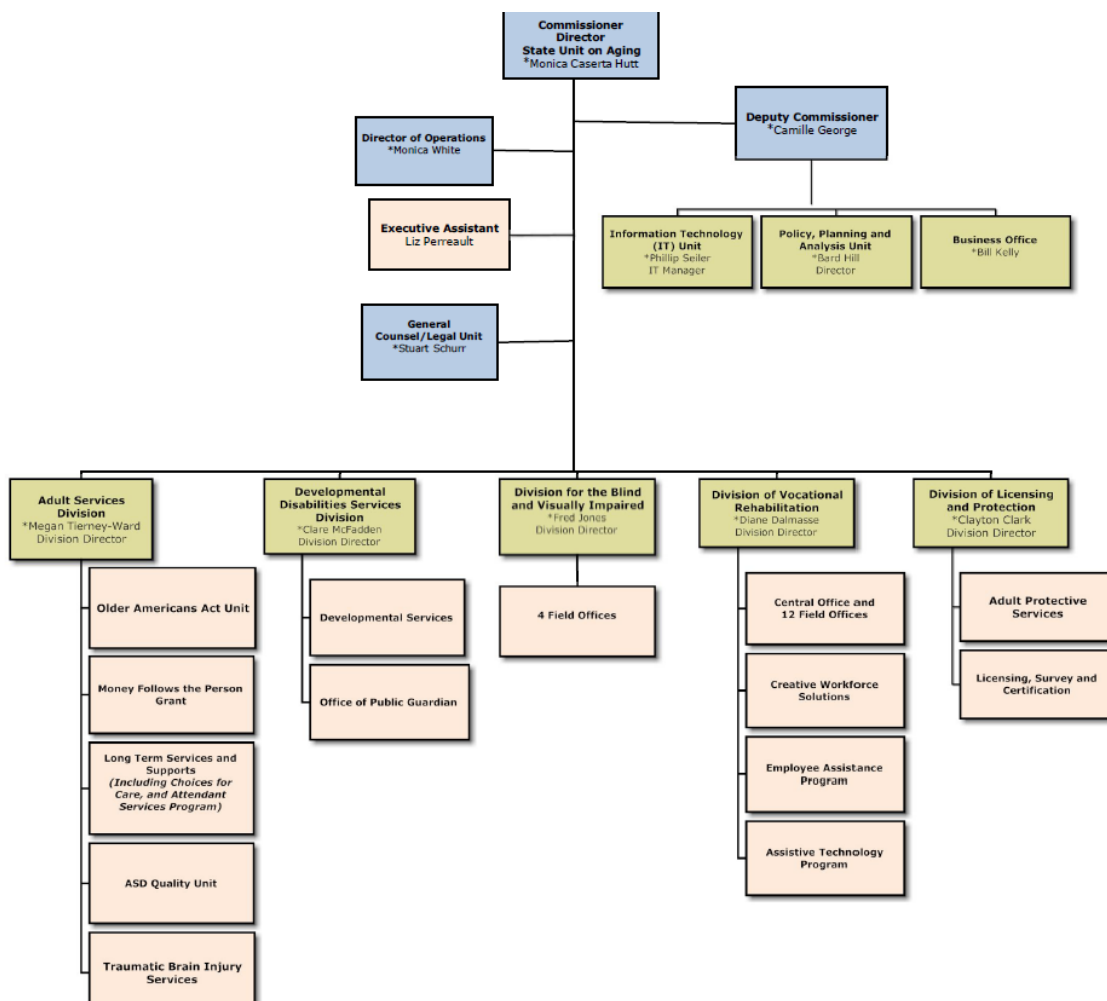 Commissioner
Director
State Unit on Aging
*Monica Caserta Hutt
Deputy Commissioner
*Camille George
Director of Operations
*Monica White
Executive Assistant
Liz Perreault
Information Technology
(IT) Unit
*Phillip Seiler
IT Manager
Policy, Planning and
Analysis Unit
*Bard Hill
Director
Business Office
*Bill Kelly
General
Counsel/Legal Unit
*Stuart Schurr
Adult Services
Division
*Megan Tierney-Ward
Division Director
Developmental
Disabilities Services
Division
*Clare McFadden
Division Director
Division for the Blind
and Visually Impaired
*Fred Jones
Division Director
Division of Vocational
Rehabilitation
*Diane Dalmasse
Division Director
Division of Licensing
and Protection
*Clayton Clark
Division Director
Older Americans Act Unit
Money Follows the Person
Grant
Long Term Services and
Supports
(Including Choices for
Care, and Attendant
Services Program)
ASD Quality Unit
Traumatic Brain Injury
Services
Developmental Services
Office of Public Guardian
4 Field Offices
Central Office and
12 Field Offices
Creative Workforce
Solutions
Employee Assistance
Program
Assistive Technology
Program
Adult Protective
Services
Licensing, Survey and
Certification